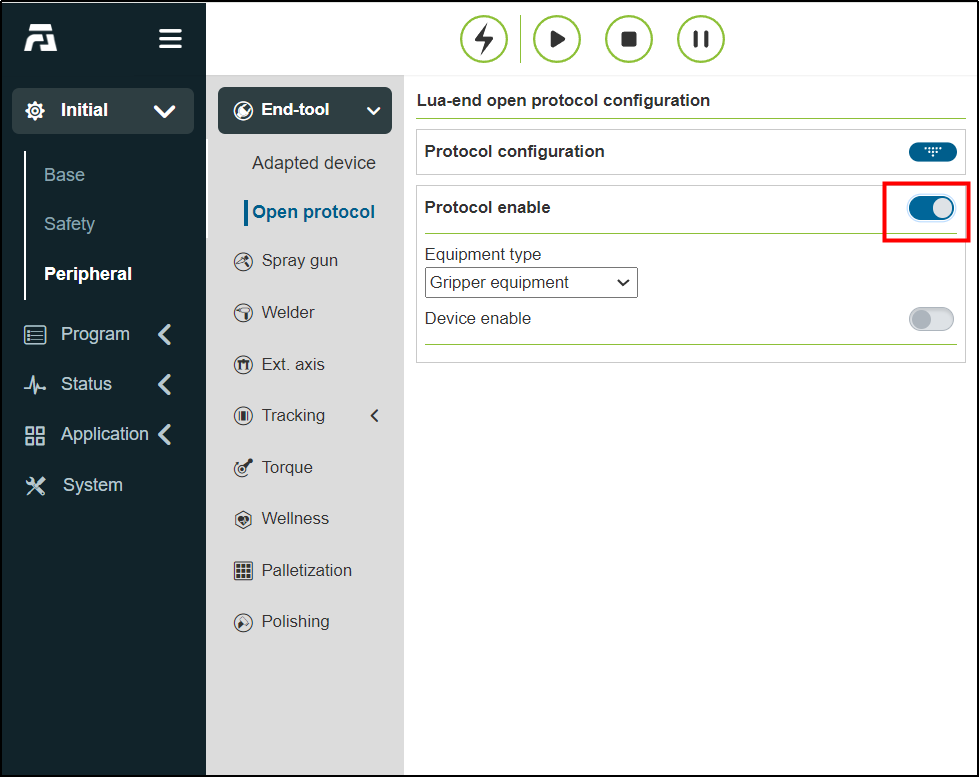 Initial
Base
Safety
Peripheral
Program
Status
Application
System
End-tool
Adapted device
Open protocol
Spray gun
Welder
Ext. axis
Tracking
Torque
Wellness
Palletization
Polishing
Lua-end open protocol configuration
Protocol configuration
Protocol enable
Equipment type
Gripper equipment
Device enable